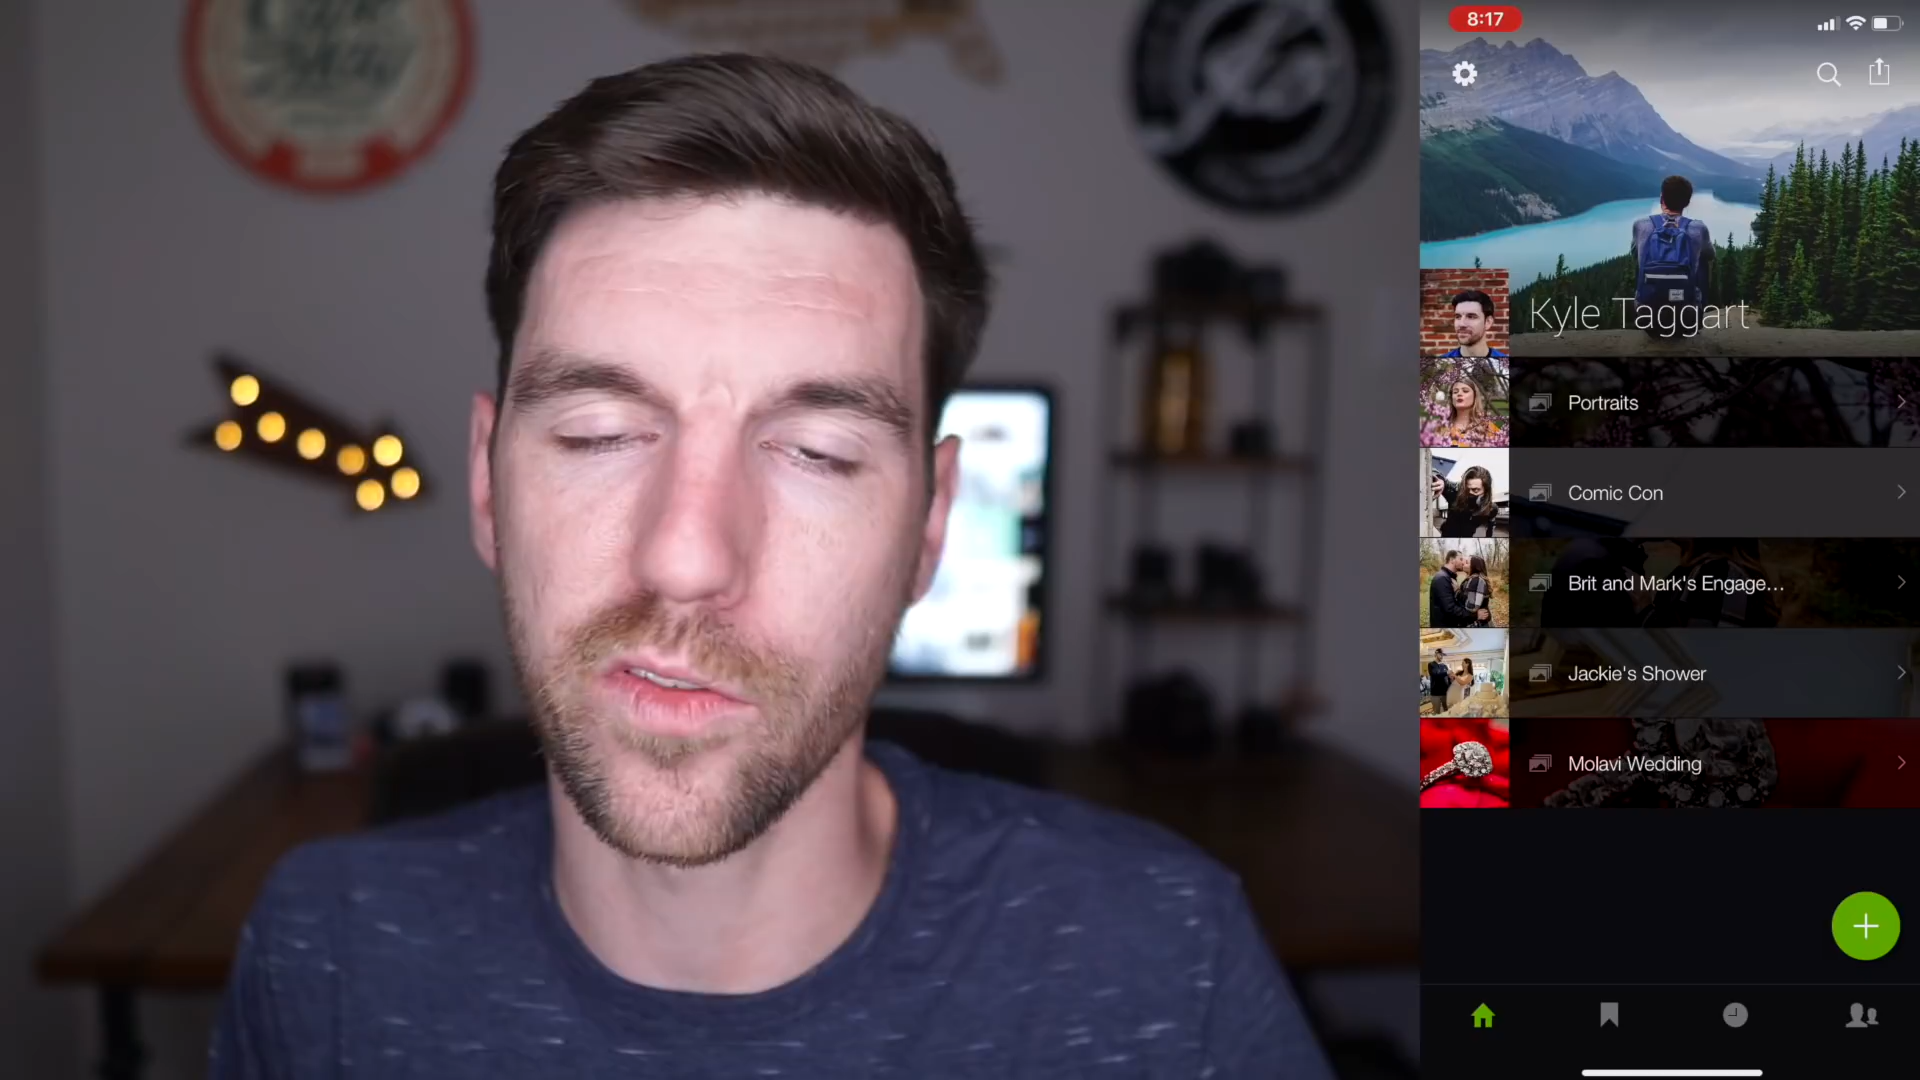 8:17
Kyle Taggart
Portraits
Comic Con
Brit and Mark's Engage...
Jackie's Shower
Molavi Wedding